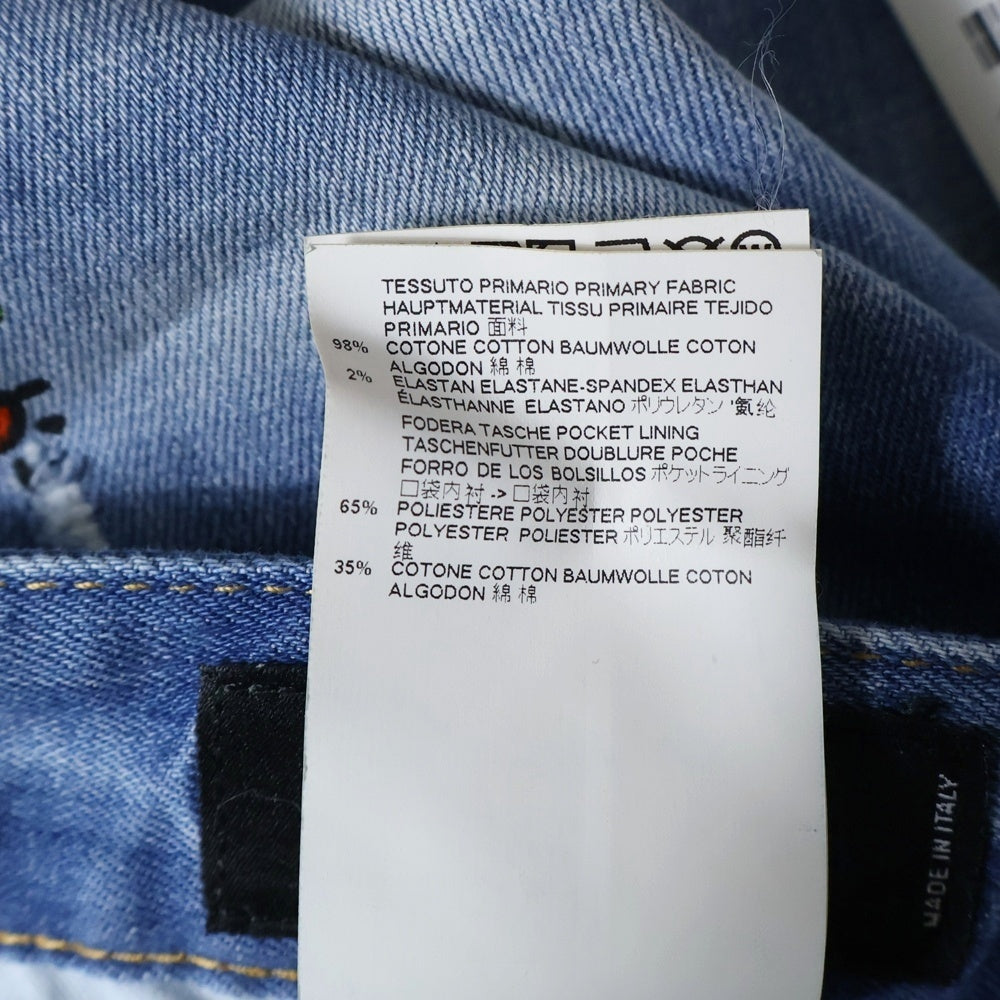 TESSUTO PRIMARIO PRIMARY FABRIC
HAUPTMATERIAL TISSU PRIMAIRE TEJIDO
PRIMARIO 面料
98% COTONE COTTON BAUMWOLLE COTON
ALGODON 綿 棉
2% ELASTAN ELASTANE-SPANDEX ELASTHAN
ÉLASTHANNE ELASTANO ポリウレタン '氨纶
FODERA TASCHE POCKET LINING
TASCHENFUTTER DOUBLURE POCHE
FORRO DE LOS BOLSILLOS ポケットライニング
口袋内衬 -> 口袋内衬
65% POLIESTERE POLYESTER POLYESTER
POLYESTER POLIESTER ポリエステル 聚酯纤
维
35% COTONE COTTON BAUMWOLLE COTON
ALGODON 綿 棉
MADE IN ITALY